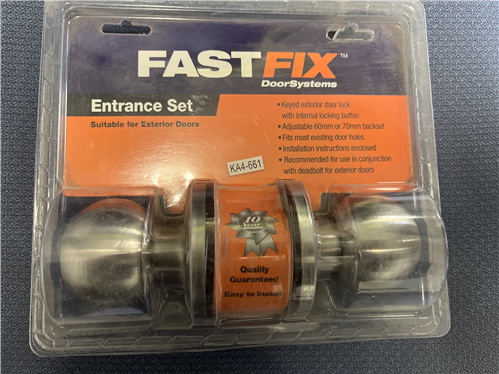 FASTFIX™
DoorSystems
Entrance Set
Suitable for Exterior Doors
• Keyed exterior door lock
with internal locking button
• Adjustable 60mm or 70mm backset
• Fits most existing door holes
• Installation instructions enclosed
• Recommended for use in conjunction
with deadbolt for exterior doors
KA4-661
10
Quality
Guaranteed
Easy to Install